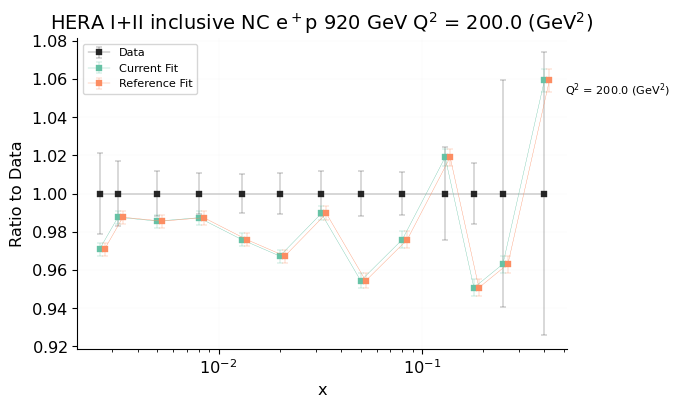 HERA I+II inclusive NC e⁺p 920 GeV Q² = 200.0 (GeV²)
Data
Current Fit
Reference Fit
Q² = 200.0 (GeV²)
Ratio to Data
1.08
1.06
1.04
1.02
1.00
0.98
0.96
0.94
0.92
10⁻²
10⁻¹
x